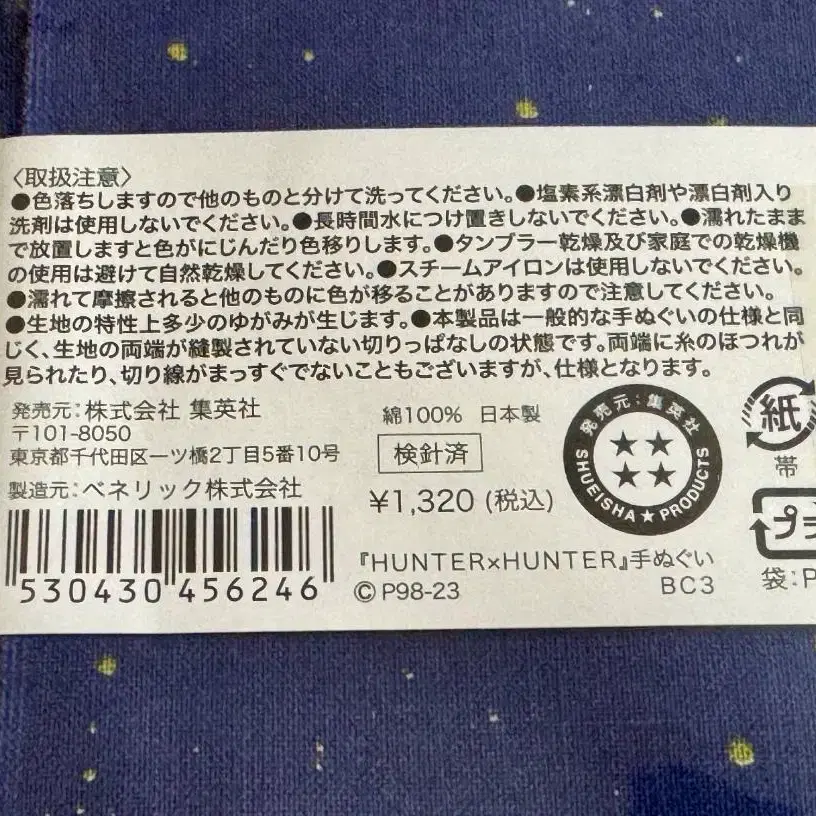 〈取扱注意〉
●色落ちしますので他のものと分けて洗ってください。●塩素系漂白剤や漂白剤入り
洗剤は使用しないでください。●長時間水につけ置きしないでください。●濡れたまま
で放置しますと色がにじんだり色移りします。●タンブラー乾燥及び家庭での乾燥機
の使用は避けて自然乾燥してください。●スチームアイロンは使用しないでください。
●濡れて摩擦されると他のものに色が移ることがありますので注意してください。
●生地の特性上多少のゆがみが生じます。●本製品は一般的な手ぬぐいの仕様と同
じく、生地の両端が縫製されていない切りっぱなしの状態です。両端に糸のほつれが
見られたり、切り線がまっすぐでないこともございますが、仕様となります。
発売元:株式会社 集英社
〒101-8050
東京都千代田区一ツ橋2丁目5番10号
製造元:ベネリック株式会社
530430 456246
綿100% 日本製
検針済
¥1,320 (税込)
『HUNTER×HUNTER』手ぬぐい
©P98-23
BC3
発売元:集英社
SHUEISHA★PRODUCTS
紙
帯
プラ
袋:P